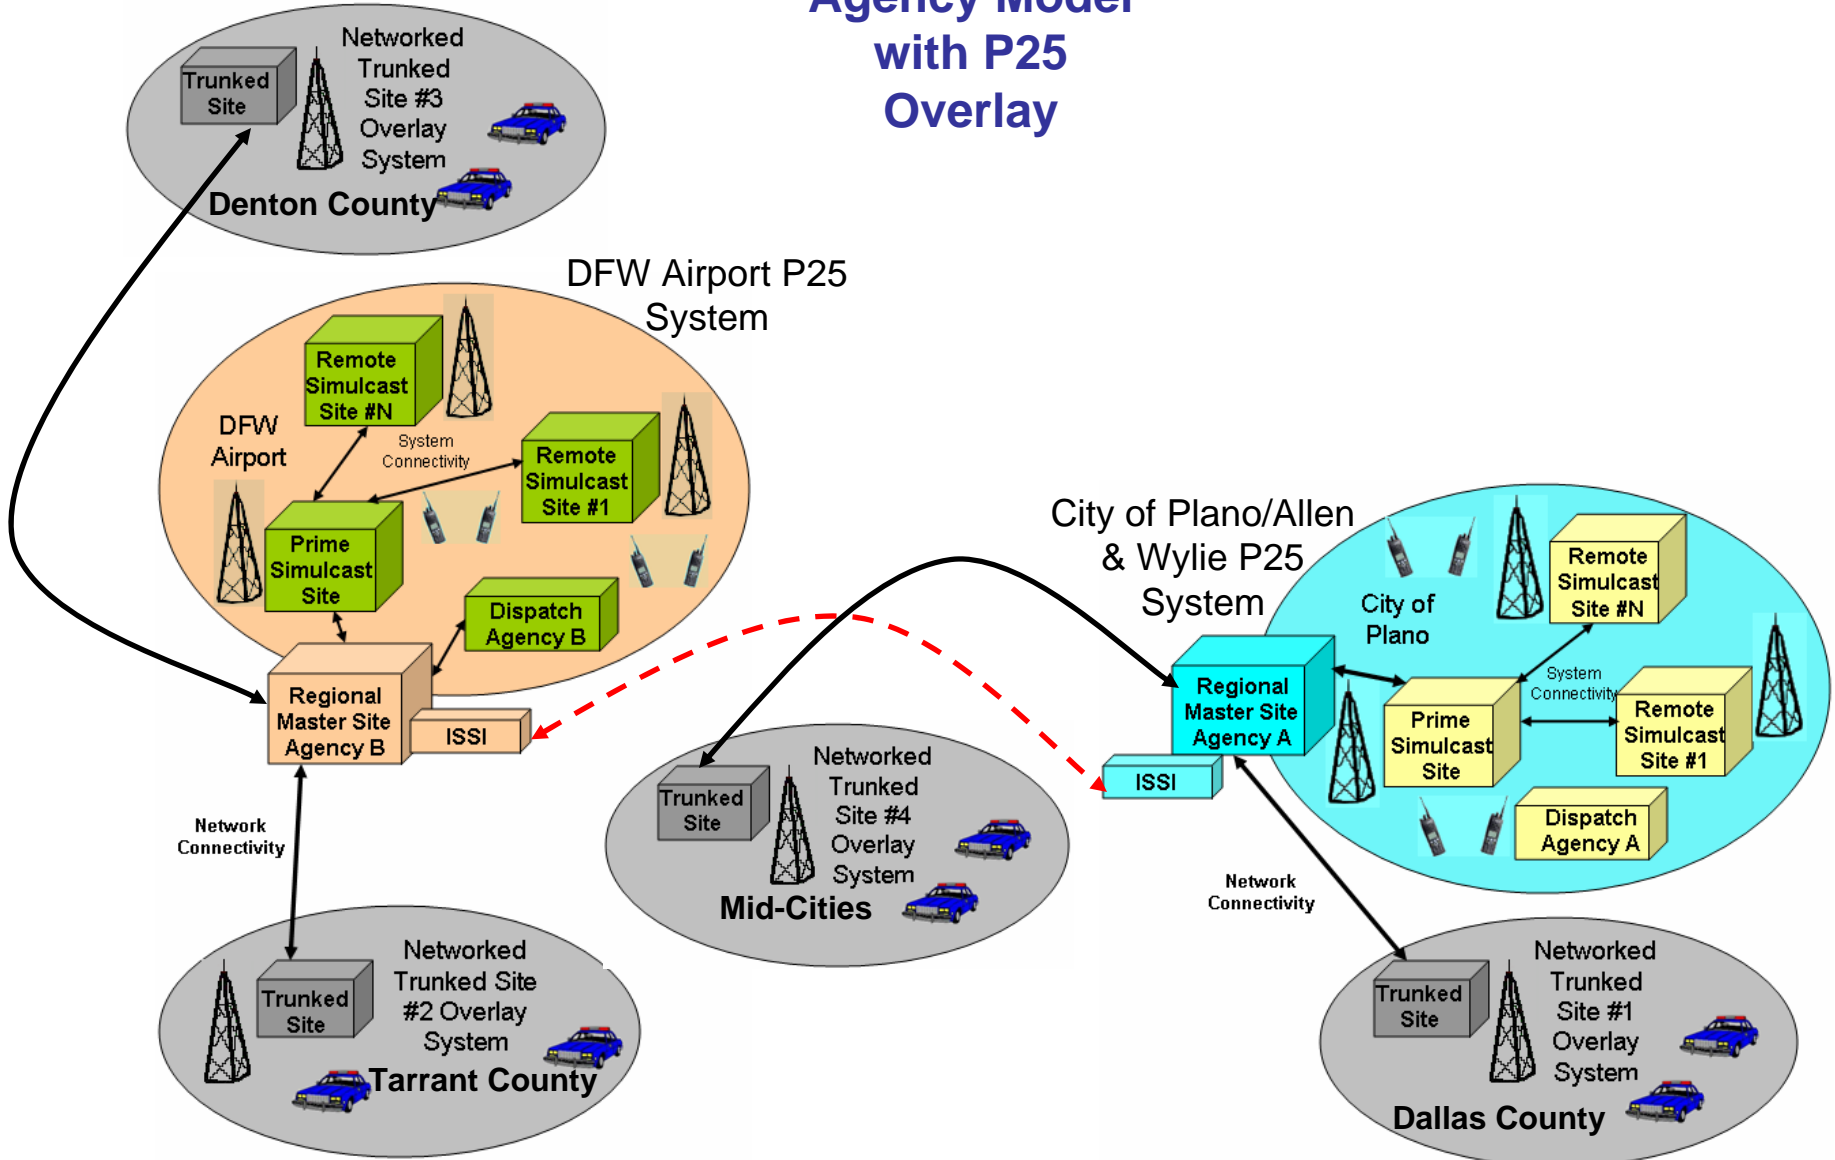 Agency Model
with P25
Overlay
Networked
Trunked
Site #3
Overlay
System
Trunked
Site
Denton County
DFW Airport P25
System
Remote
Simulcast
Site #N
DFW
Airport
System
Connectivity
Remote
Simulcast
Site #1
Prime
Simulcast
Site
Dispatch
Agency B
Regional
Master Site
Agency B
ISSI
Network
Connectivity
Networked
Trunked Site
#2 Overlay
System
Trunked
Site
Tarrant County
Networked
Trunked
Site #4
Overlay
System
Trunked
Site
Mid-Cities
City of Plano/Allen
& Wylie P25
System
City of
Plano
Remote
Simulcast
Site #N
System
Connectivity
Regional
Master Site
Agency A
ISSI
Prime
Simulcast
Site
Remote
Simulcast
Site #1
Dispatch
Agency A
Network
Connectivity
Networked
Trunked
Site #1
Overlay
System
Trunked
Site
Dallas County